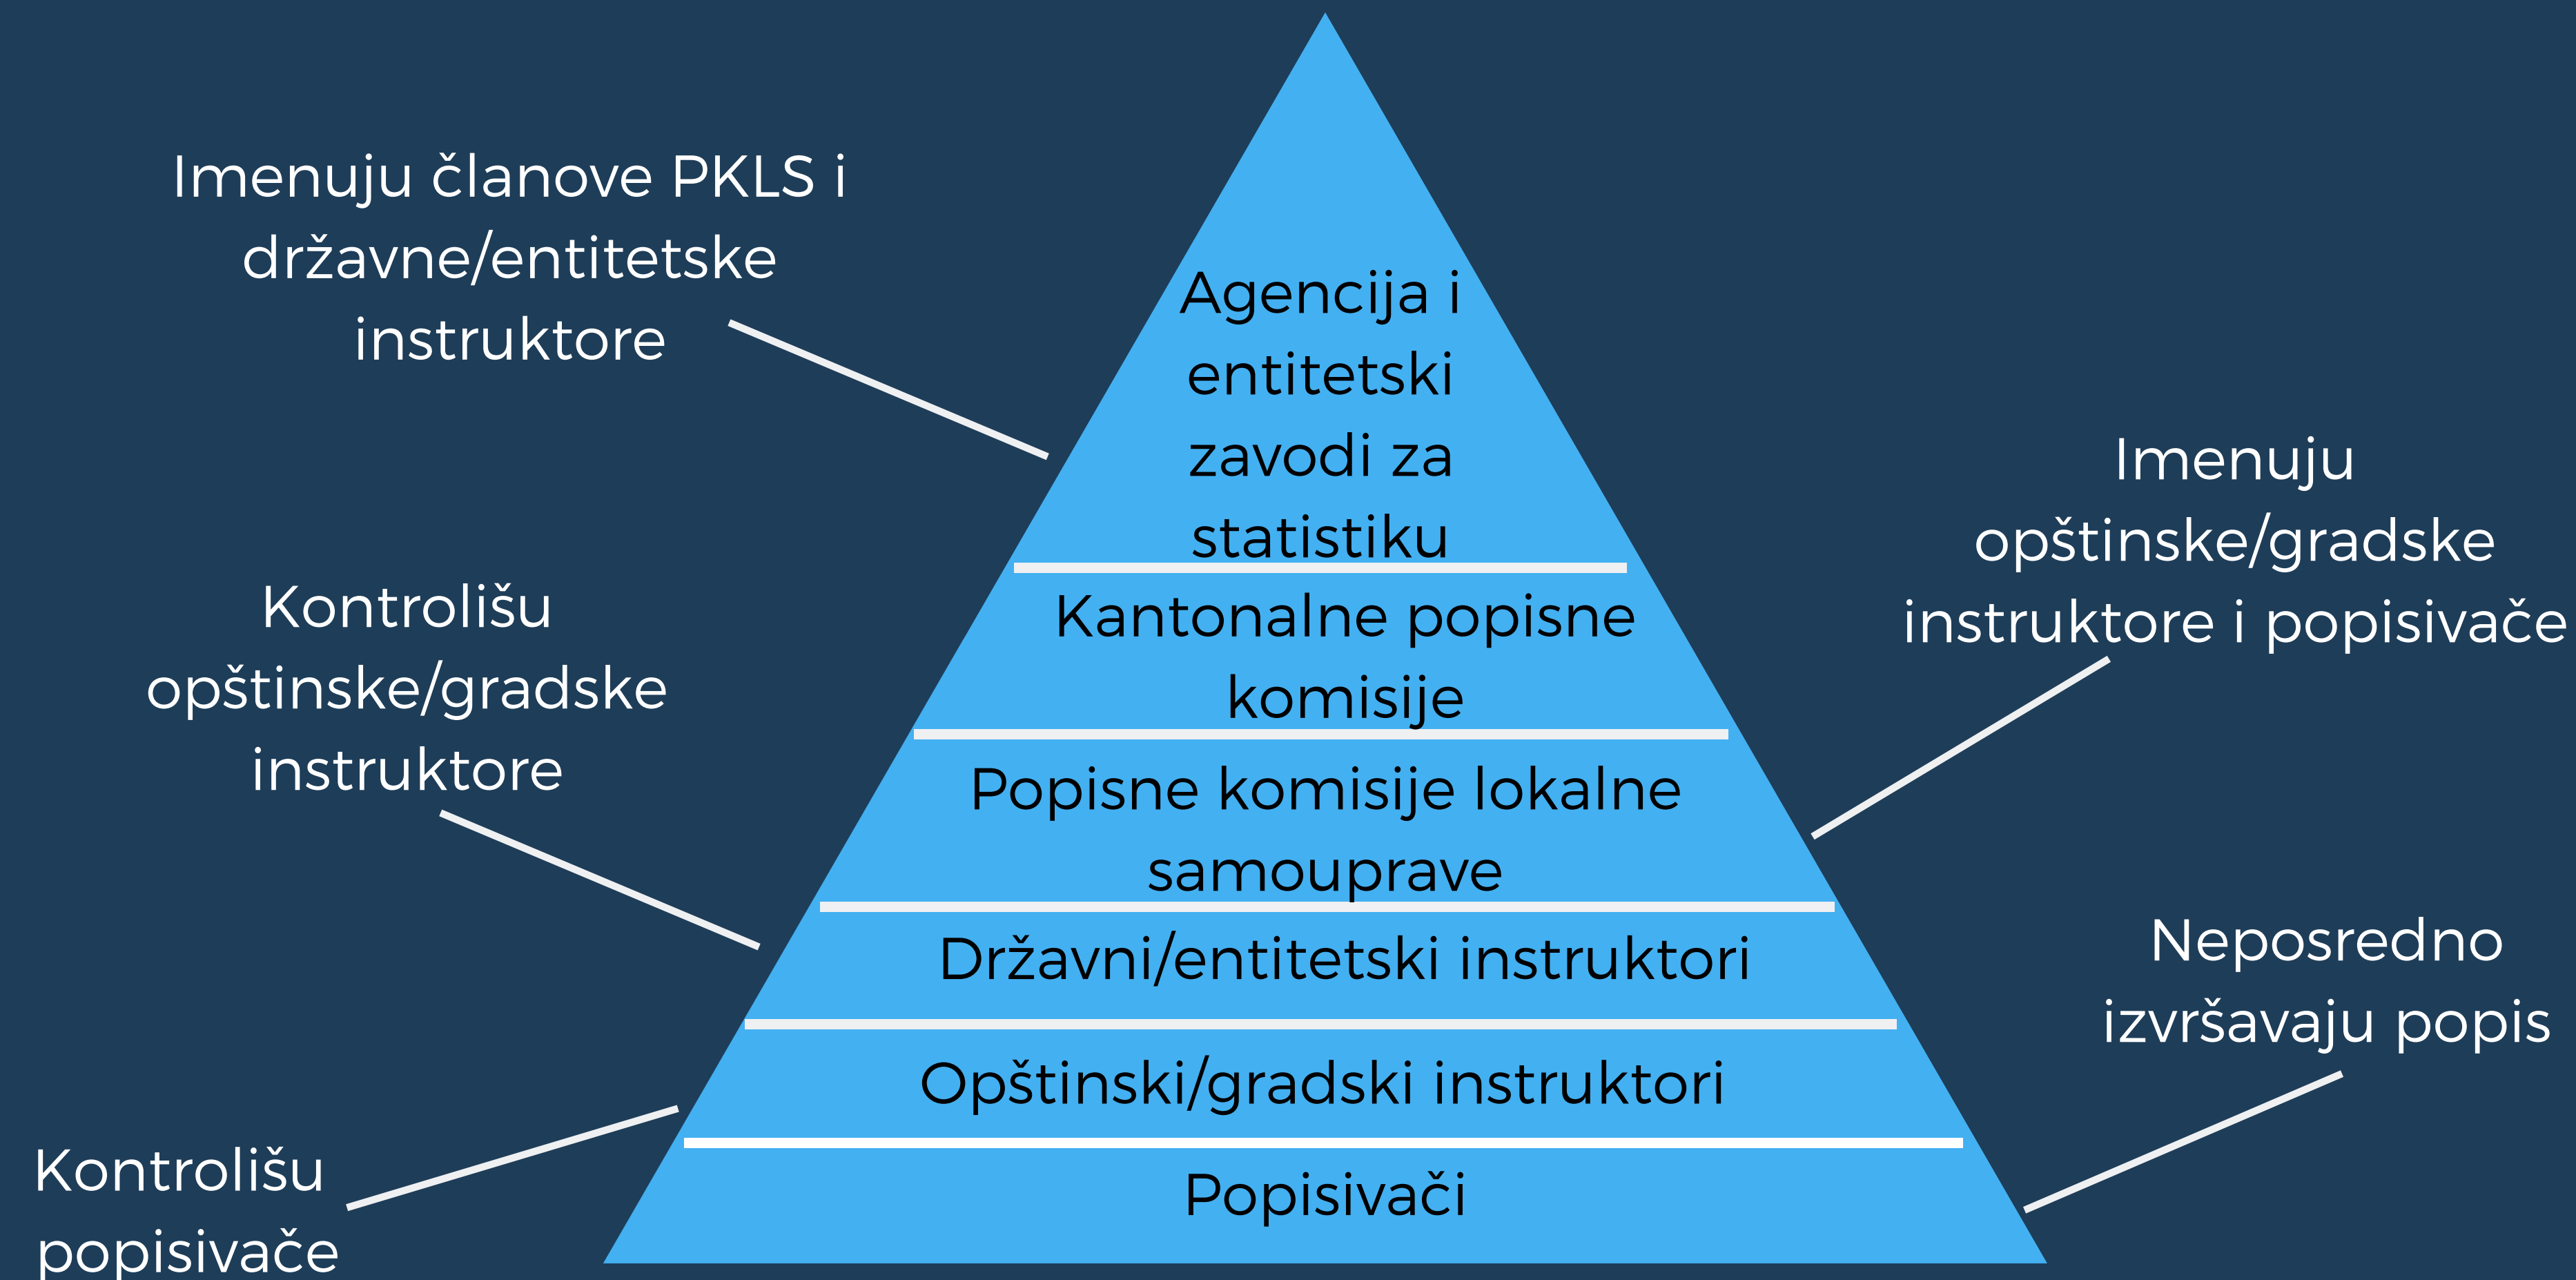 Imenuju članove PKLS i
državne/entitetske
instruktore
Agencija i
entitetski
zavodi za
statistiku
Imenuju
opštinske/gradske
instruktore i popisivače
Kontrolišu
opštinske/gradske
instruktore
Kantonalne popisne
komisije
Popisne komisije lokalne
samouprave
Državni/entitetski instruktori
Neposredno
izvršavaju popis
Opštinski/gradski instruktori
Kontrolišu
popisivače
Popisivači